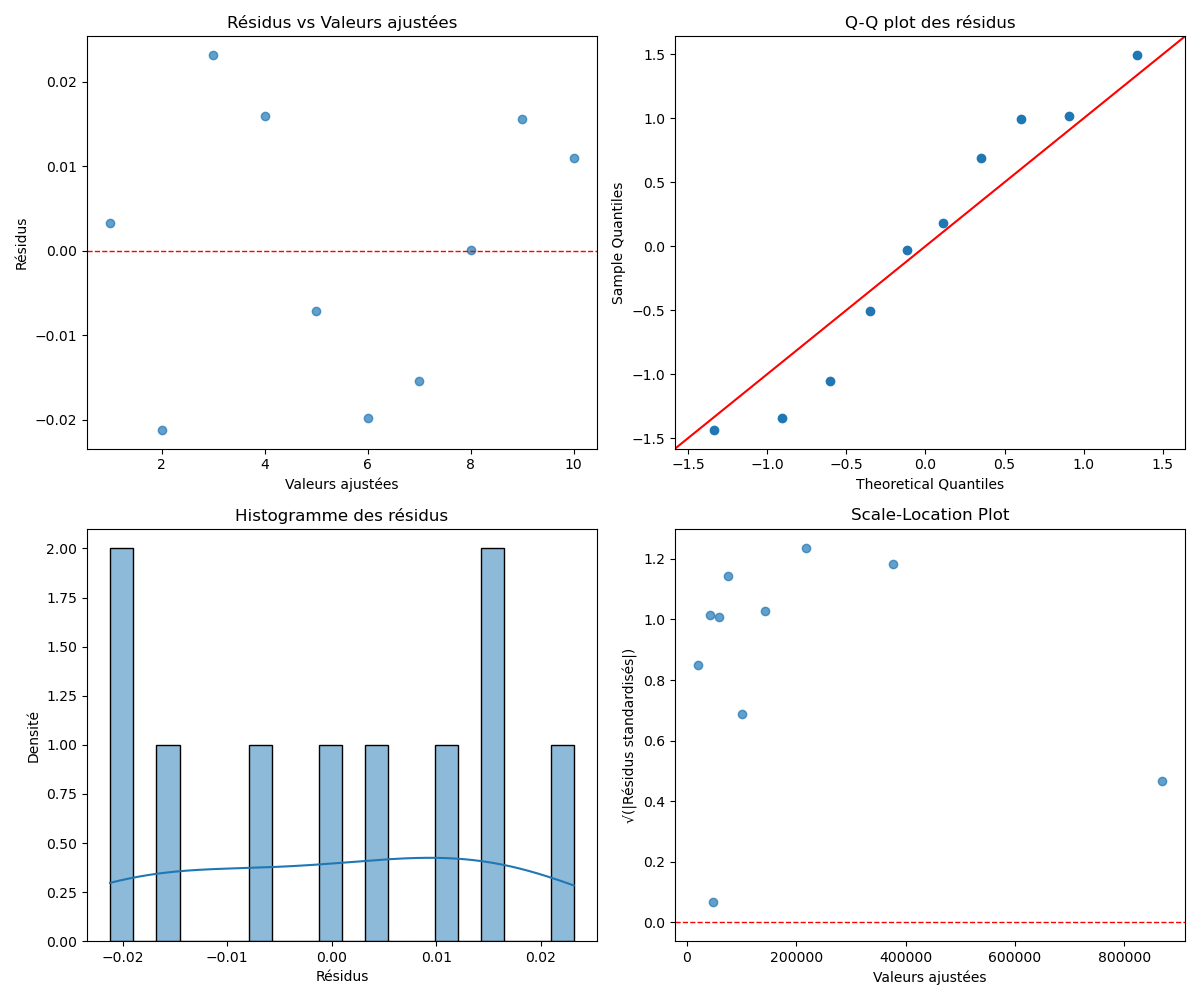 Résidus vs Valeurs ajustées
Résidus
0.02
0.01
0.00
−0.01
−0.02
2 4 6 8 10
Valeurs ajustées
Q-Q plot des résidus
Sample Quantiles
1.5
1.0
0.5
0.0
−0.5
−1.0
−1.5
−1.5 −1.0 −0.5 0.0 0.5 1.0 1.5
Theoretical Quantiles
Histogramme des résidus
Densité
2.00
1.75
1.50
1.25
1.00
0.75
0.50
0.25
0.00
−0.02 −0.01 0.00 0.01 0.02
Résidus
Scale-Location Plot
√(|Résidus standardisés|)
1.2
1.0
0.8
0.6
0.4
0.2
0.0
0 200000 400000 600000 800000
Valeurs ajustées